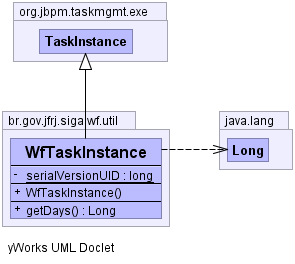 org.jbpm.taskmgmt.exe
TaskInstance
br.gov.jfrj.siga.wf.util
java.lang
WfTaskInstance
Long
- serialVersionUID : long
+ WfTaskInstance()
+ getDays() : Long
yWorks UML Doclet